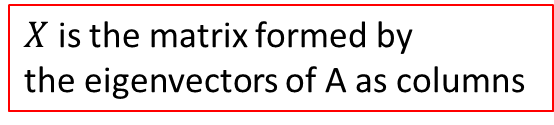 X is the matrix formed by
the eigenvectors of A as columns